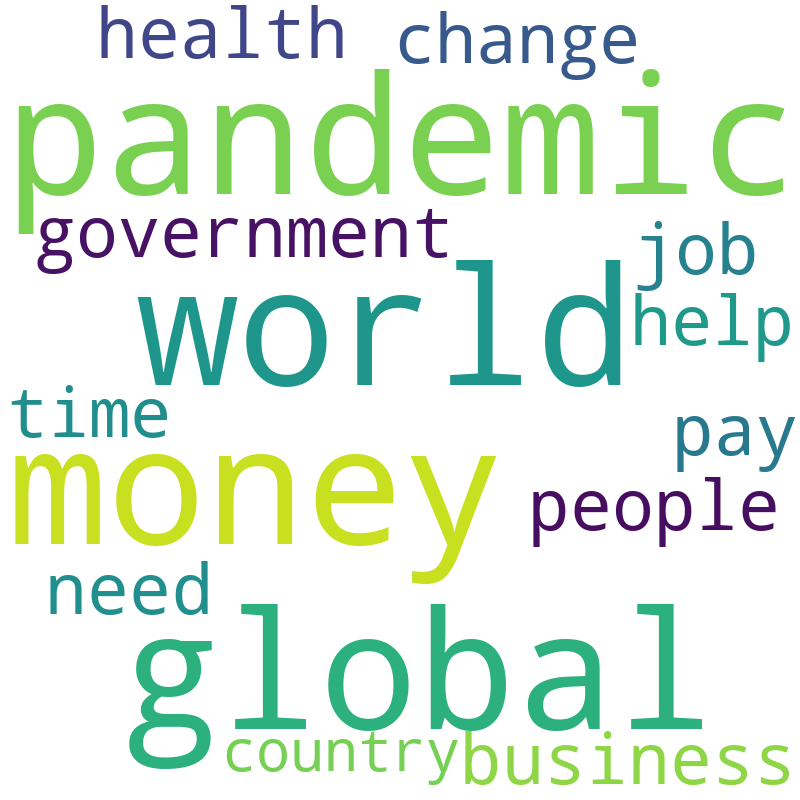 health change
pandemic
government job
world help
time pay
money people
need
global
country business